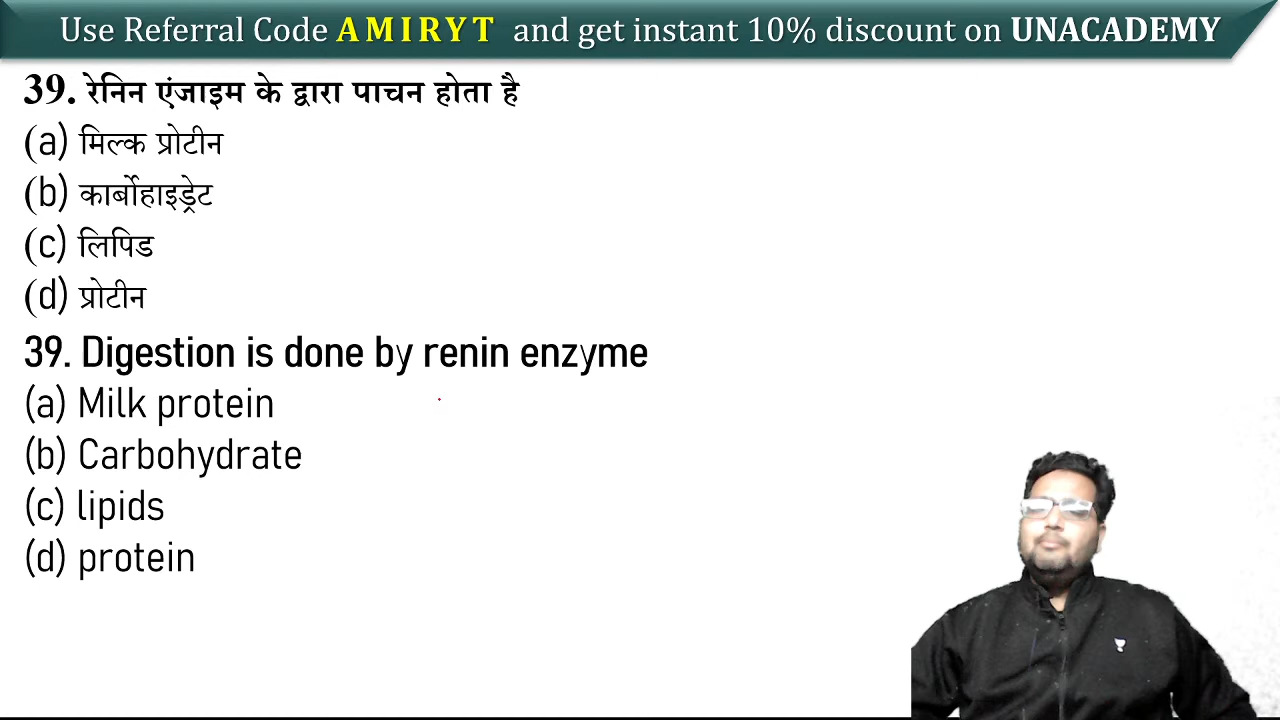 Use Referral Code AMIRYT and get instant 10% discount on UNACADEMY
39. रेनिन एंजाइम के द्वारा पाचन होता है
(a) मिल्क प्रोटीन
(b) कार्बोहाइड्रेट
(c) लिपिड
(d) प्रोटीन
39. Digestion is done by renin enzyme
(a) Milk protein
(b) Carbohydrate
(c) lipids
(d) protein